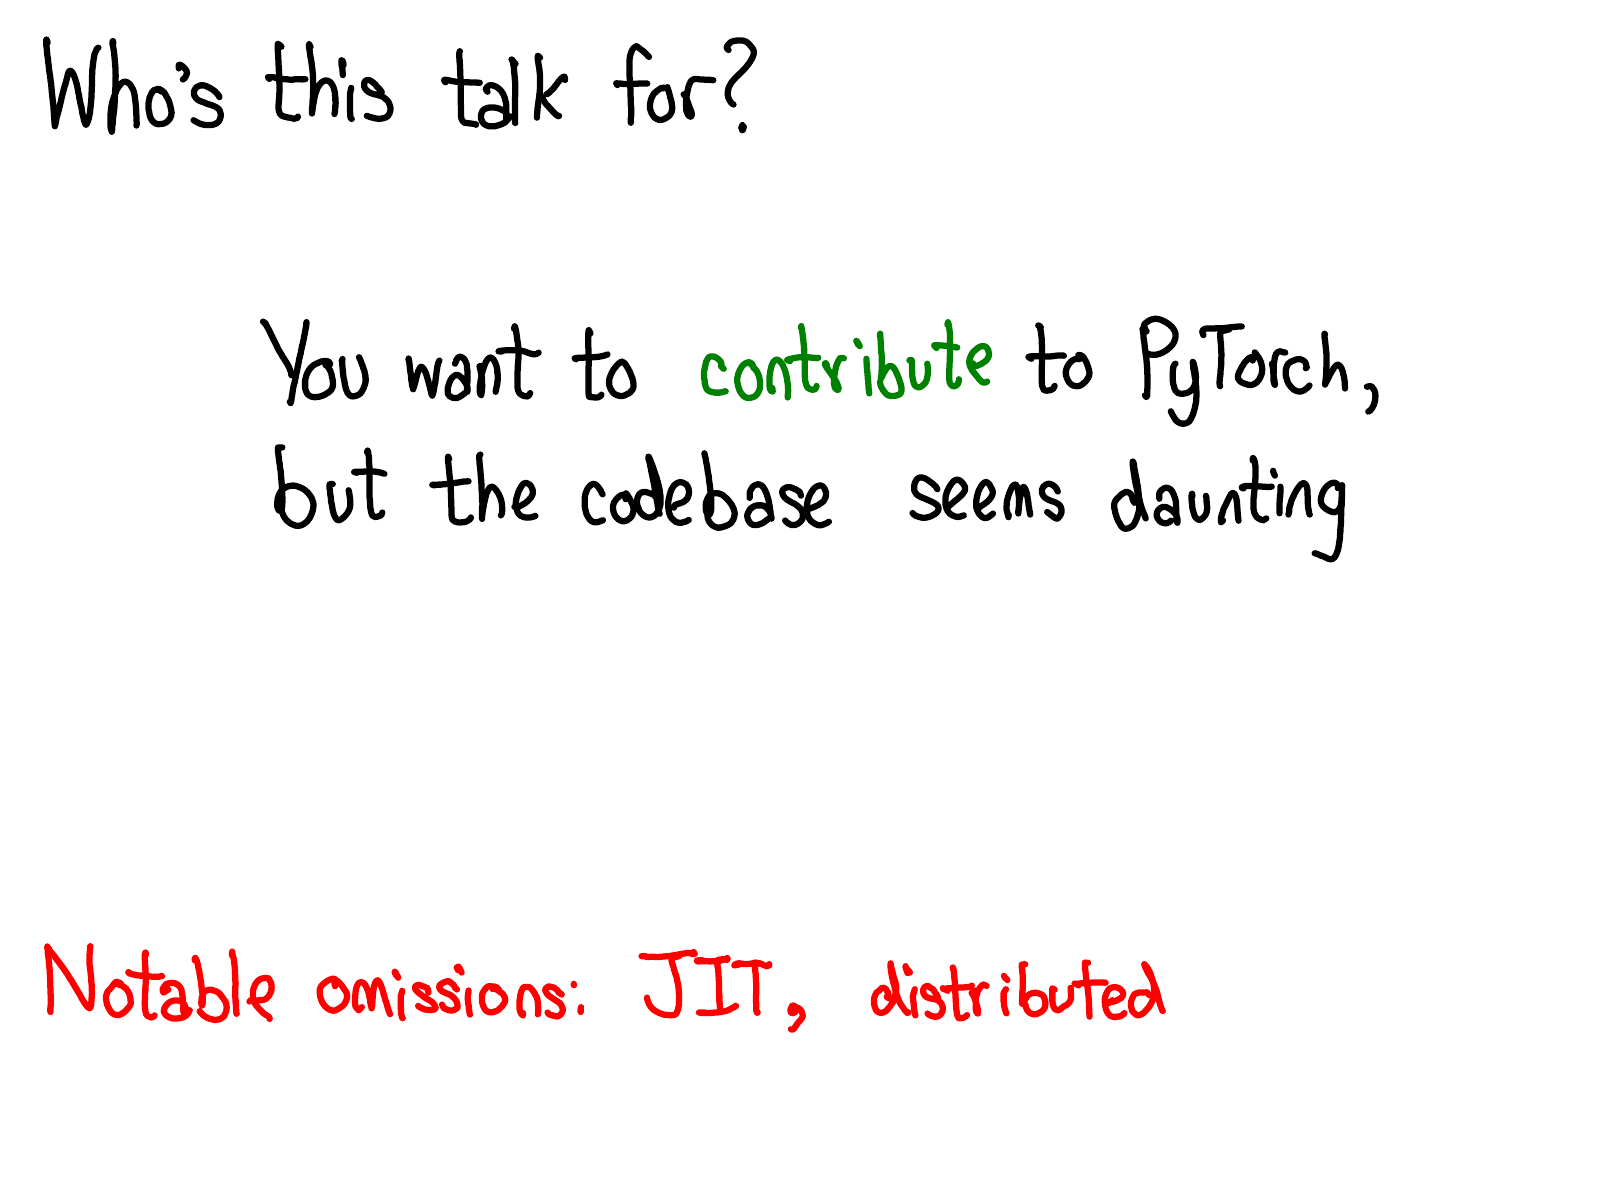 Who's this talk for?
You want to contribute to PyTorch,
but the codebase seems daunting
Notable omissions: JIT, distributed